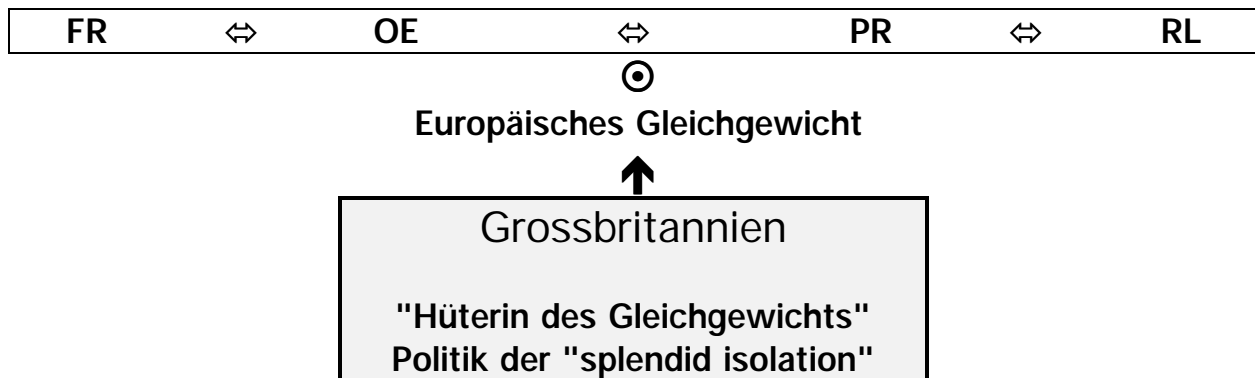 FR ⇔ OE ⇔ PR ⇔ RL
Europäisches Gleichgewicht
Grossbritannien
"Hüterin des Gleichgewichts"
Politik der "splendid isolation"